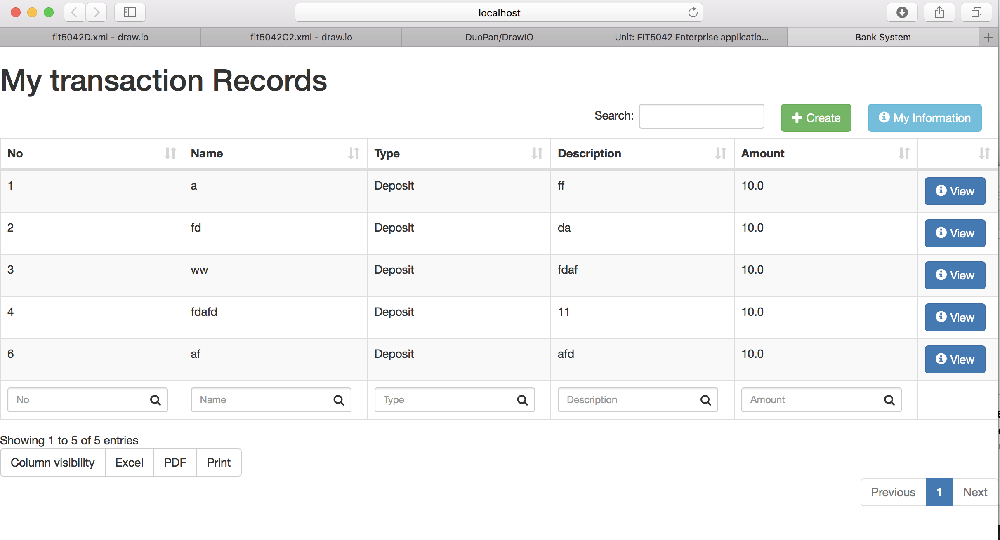 localhost
fit5042D.xml - draw.io fit5042C2.xml - draw.io DuoPan/DrawIO Unit: FIT5042 Enterprise applicatio... Bank System
My transaction Records
Search: Create My Information
No Name Type Description Amount
1 a Deposit ff 10.0 View
2 fd Deposit da 10.0 View
3 ww Deposit fdaf 10.0 View
4 fdafd Deposit 11 10.0 View
6 af Deposit afd 10.0 View
No Name Type Description Amount
Showing 1 to 5 of 5 entries
Column visibility Excel PDF Print
Previous 1 Next